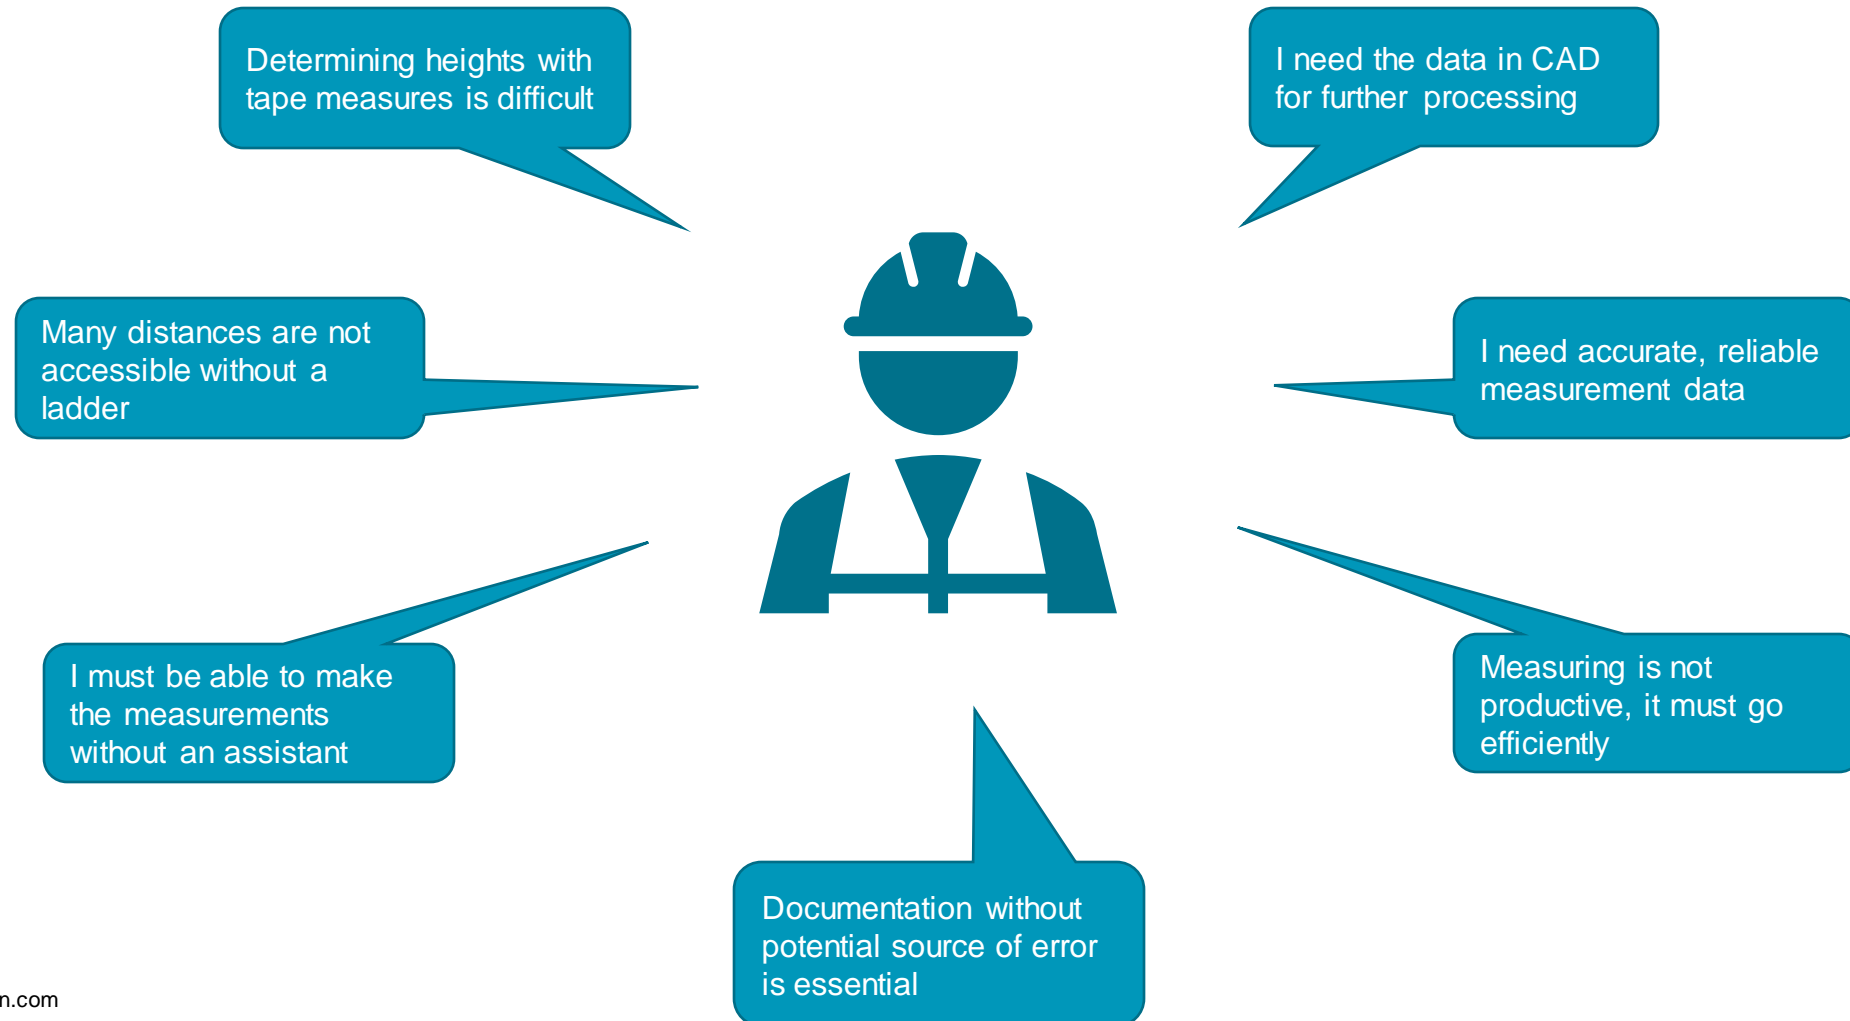 Determining heights with
tape measures is difficult
I need the data in CAD
for further processing
Many distances are not
accessible without a
ladder
I need accurate, reliable
measurement data
I must be able to make
the measurements
without an assistant
Measuring is not
productive, it must go
efficiently
Documentation without
potential source of error
is essential
n.com